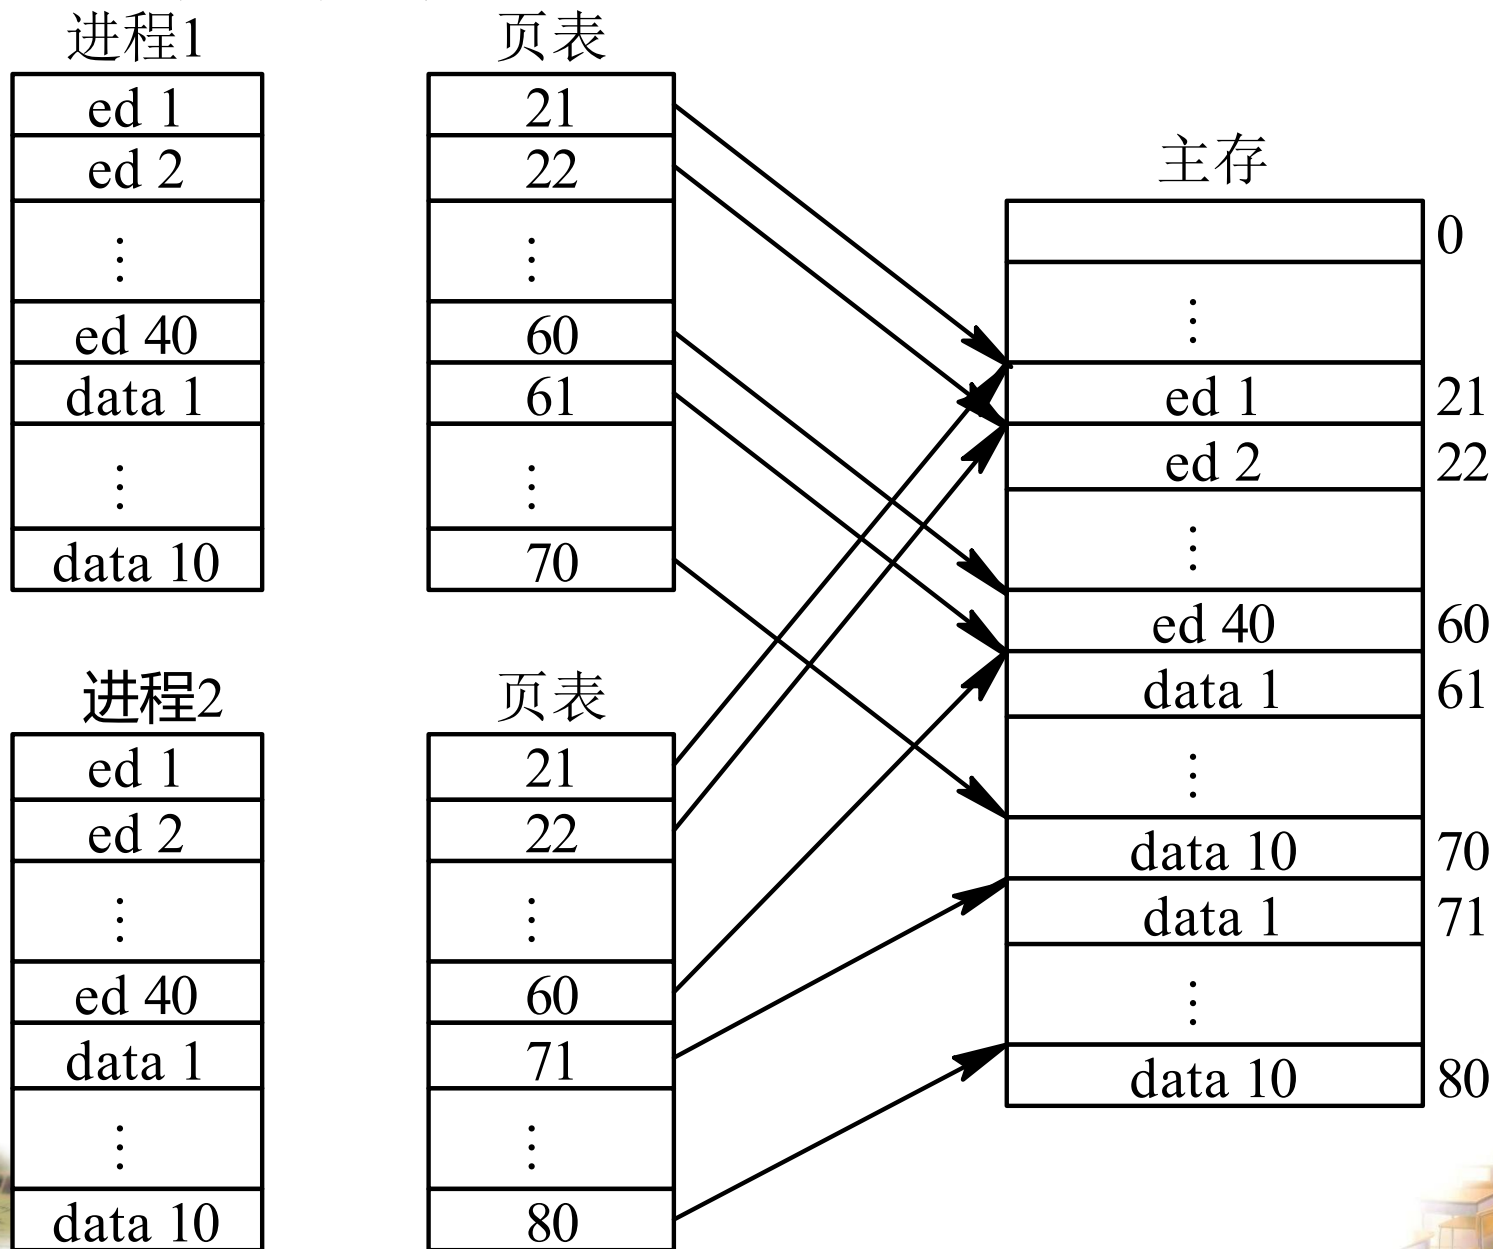 进程1
ed 1
ed 2
⋮
ed 40
data 1
⋮
data 10
页表
21
22
⋮
60
61
⋮
70
进程2
ed 1
ed 2
⋮
ed 40
data 1
⋮
data 10
页表
21
22
⋮
60
71
⋮
80
主存
0
⋮
ed 1 21
ed 2 22
⋮
ed 40 60
data 1 61
⋮
data 10 70
data 1 71
⋮
data 10 80